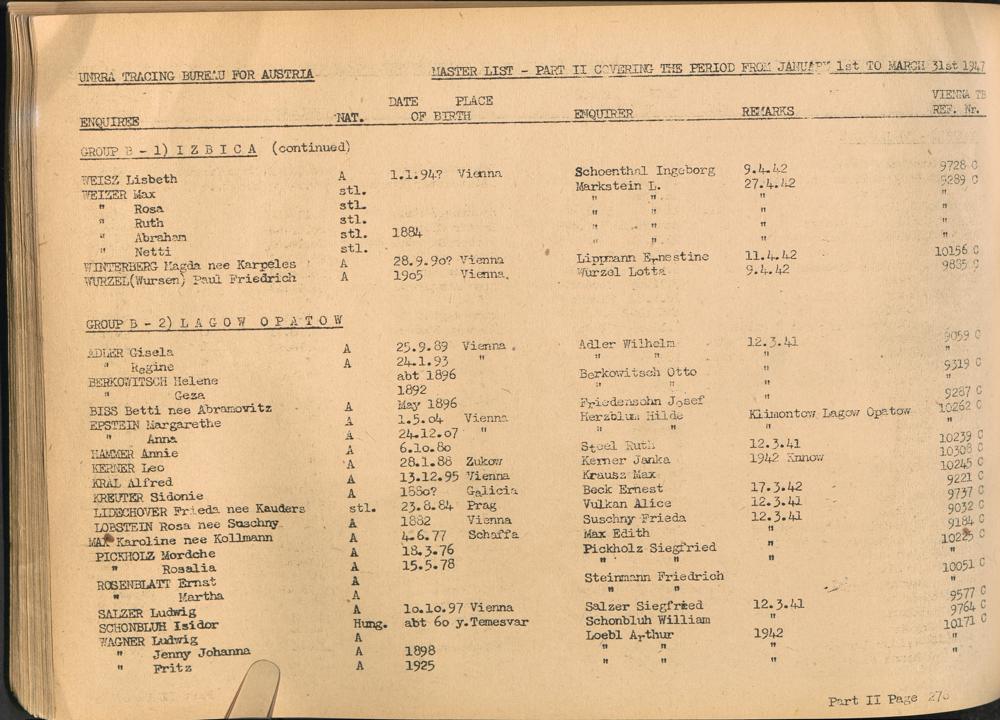 UNRRA TRACING BUREAU FOR AUSTRIA MASTER LIST - PART II COVERING THE PERIOD FROM JANUARY 1st TO MARCH 31st 1947
ENQUIREE NAT. DATE PLACE OF BIRTH ENQUIRER REMARKS VIENNA TB REF. Nr.
GROUP B - 1) I Z B I C A (continued)
WEISZ Lisbeth A 1.1.94? Vienna Schoenthal Ingeborg 9.4.42 9728 C
WEIZER Max stl. Markstein L. 27.4.42 9289 C
" Rosa stl. " " " "
" Ruth stl. " " " "
" Abraham stl. 1884 " " " "
" Netti stl. " " " "
WINTERBERG Magda nee Karpeles A 28.9.90? Vienna Lippmann Ernestine 11.4.42 10156 C
WURZEL(Wursen) Paul Friedrich A 1905 Vienna. Wurzel Lotta 9.4.42 9885 C
GROUP B - 2) L A G O W O P A T O W
ADLER Gisela A 25.9.89 Vienna. Adler Wilhelm 12.3.41 9059 C
" Regine A 24.1.93 " " " " "
BERKOWITSCH Helene abt 1896 Berkowitsch Otto " 9319 C
" Geza 1892 " " " "
BISS Betti nee Abramovitz A May 1896 Friedensohn Josef 9287 C
EPSTEIN Margarethe A 1.5.04 Vienna Herzblum Hilde Klimontow Lagow Opatow 10262 C
" Anna A 24.12.07 " " " " "
HAMMER Annie A 6.10.80 Steel Ruth 12.3.41 10239 C
KERNER Leo A 28.1.88 Zukow Kerner Janka 1942 10308 C
KRAL Alfred A 13.12.95 Vienna Krausz Max 10245 C
KREUTER Sidonie A 1880? Galicia Beck Ernest 17.3.42 9221 C
LIDECHOVER Frieda nee Kauders stl. 23.8.84 Prag Vulkan Alice 12.3.41 9737 C
LOBSTEIN Rosa nee Suschny A 1882 Vienna Suschny Frieda 12.3.41 9032 C
MAX Karoline nee Kollmann A 4.6.77 Schaffa Max Edith " 9184 C
PICKHOLZ Mordche A 18.3.76 Pickholz Siegfried " 10225 C
" Rosalia A 15.5.78 " " " "
ROSENBLATT Ernst A Steinmann Friedrich 10051 C
" Martha A " " "
SALZER Ludwig A 10.10.97 Vienna Salzer Siegfried 12.3.41 9577 C
SCHONBLUH Isidor Hung. abt 60 y. Temesvar Schonbluh William " 9764 C
WAGNER Ludwig A Loebl Arthur 1942 10171 C
" Jenny Johanna A 1898 " " " "
" Fritz A 1925 " " " "
Part II Page